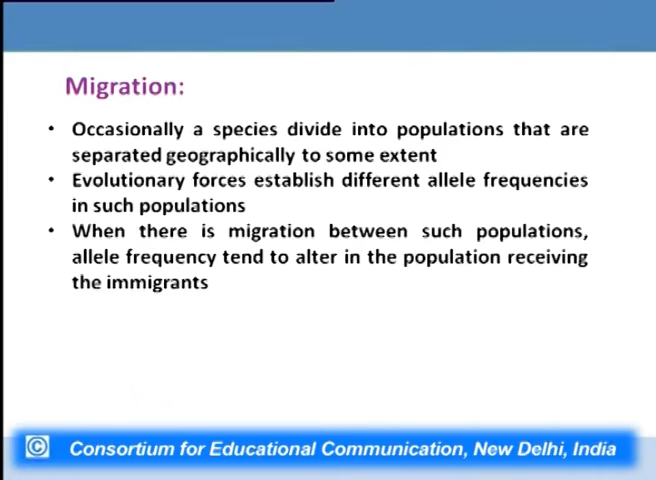 Migration:
• Occasionally a species divide into populations that are
separated geographically to some extent
• Evolutionary forces establish different allele frequencies
in such populations
• When there is migration between such populations,
allele frequency tend to alter in the population receiving
the immigrants
© Consortium for Educational Communication, New Delhi, India